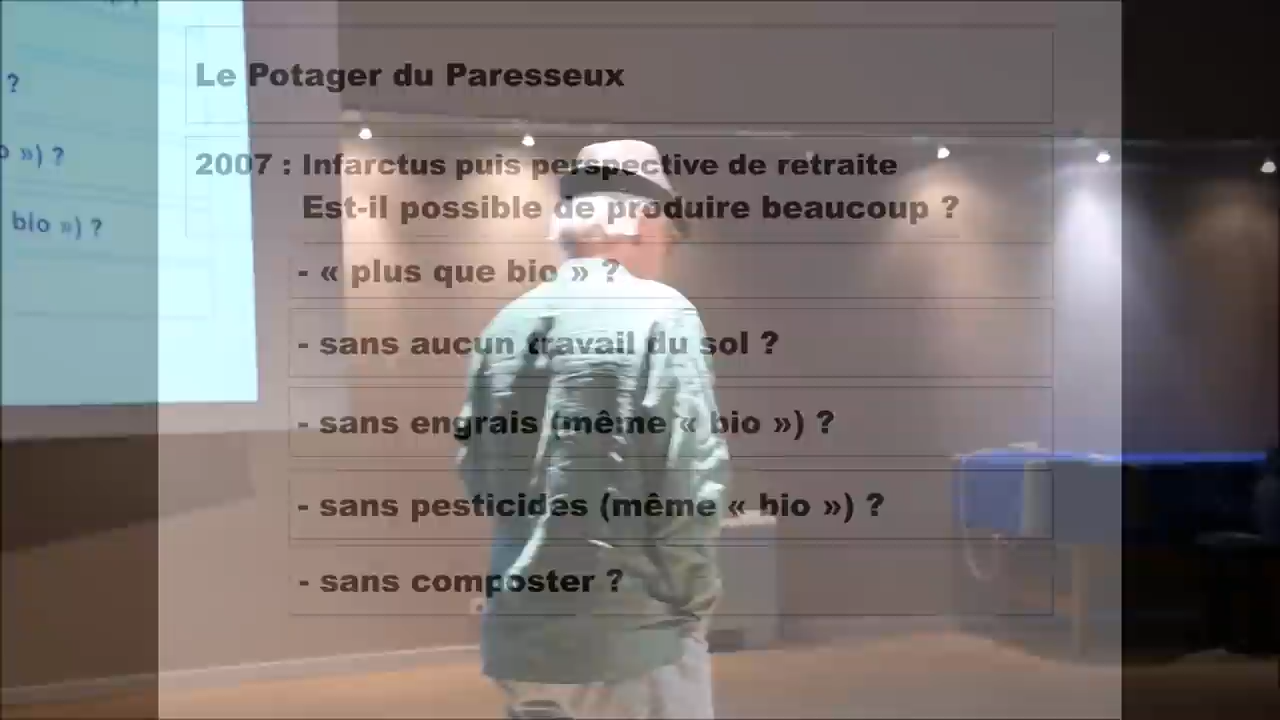 Le Potager du Paresseux
2007 : Infarctus puis perspective de retraite
Est-il possible de produire beaucoup ?
- « plus que bio » ?
- sans aucun travail du sol ?
- sans engrais (même « bio ») ?
- sans pesticides (même « bio ») ?
- sans composter ?
?
») ?
bio ») ?